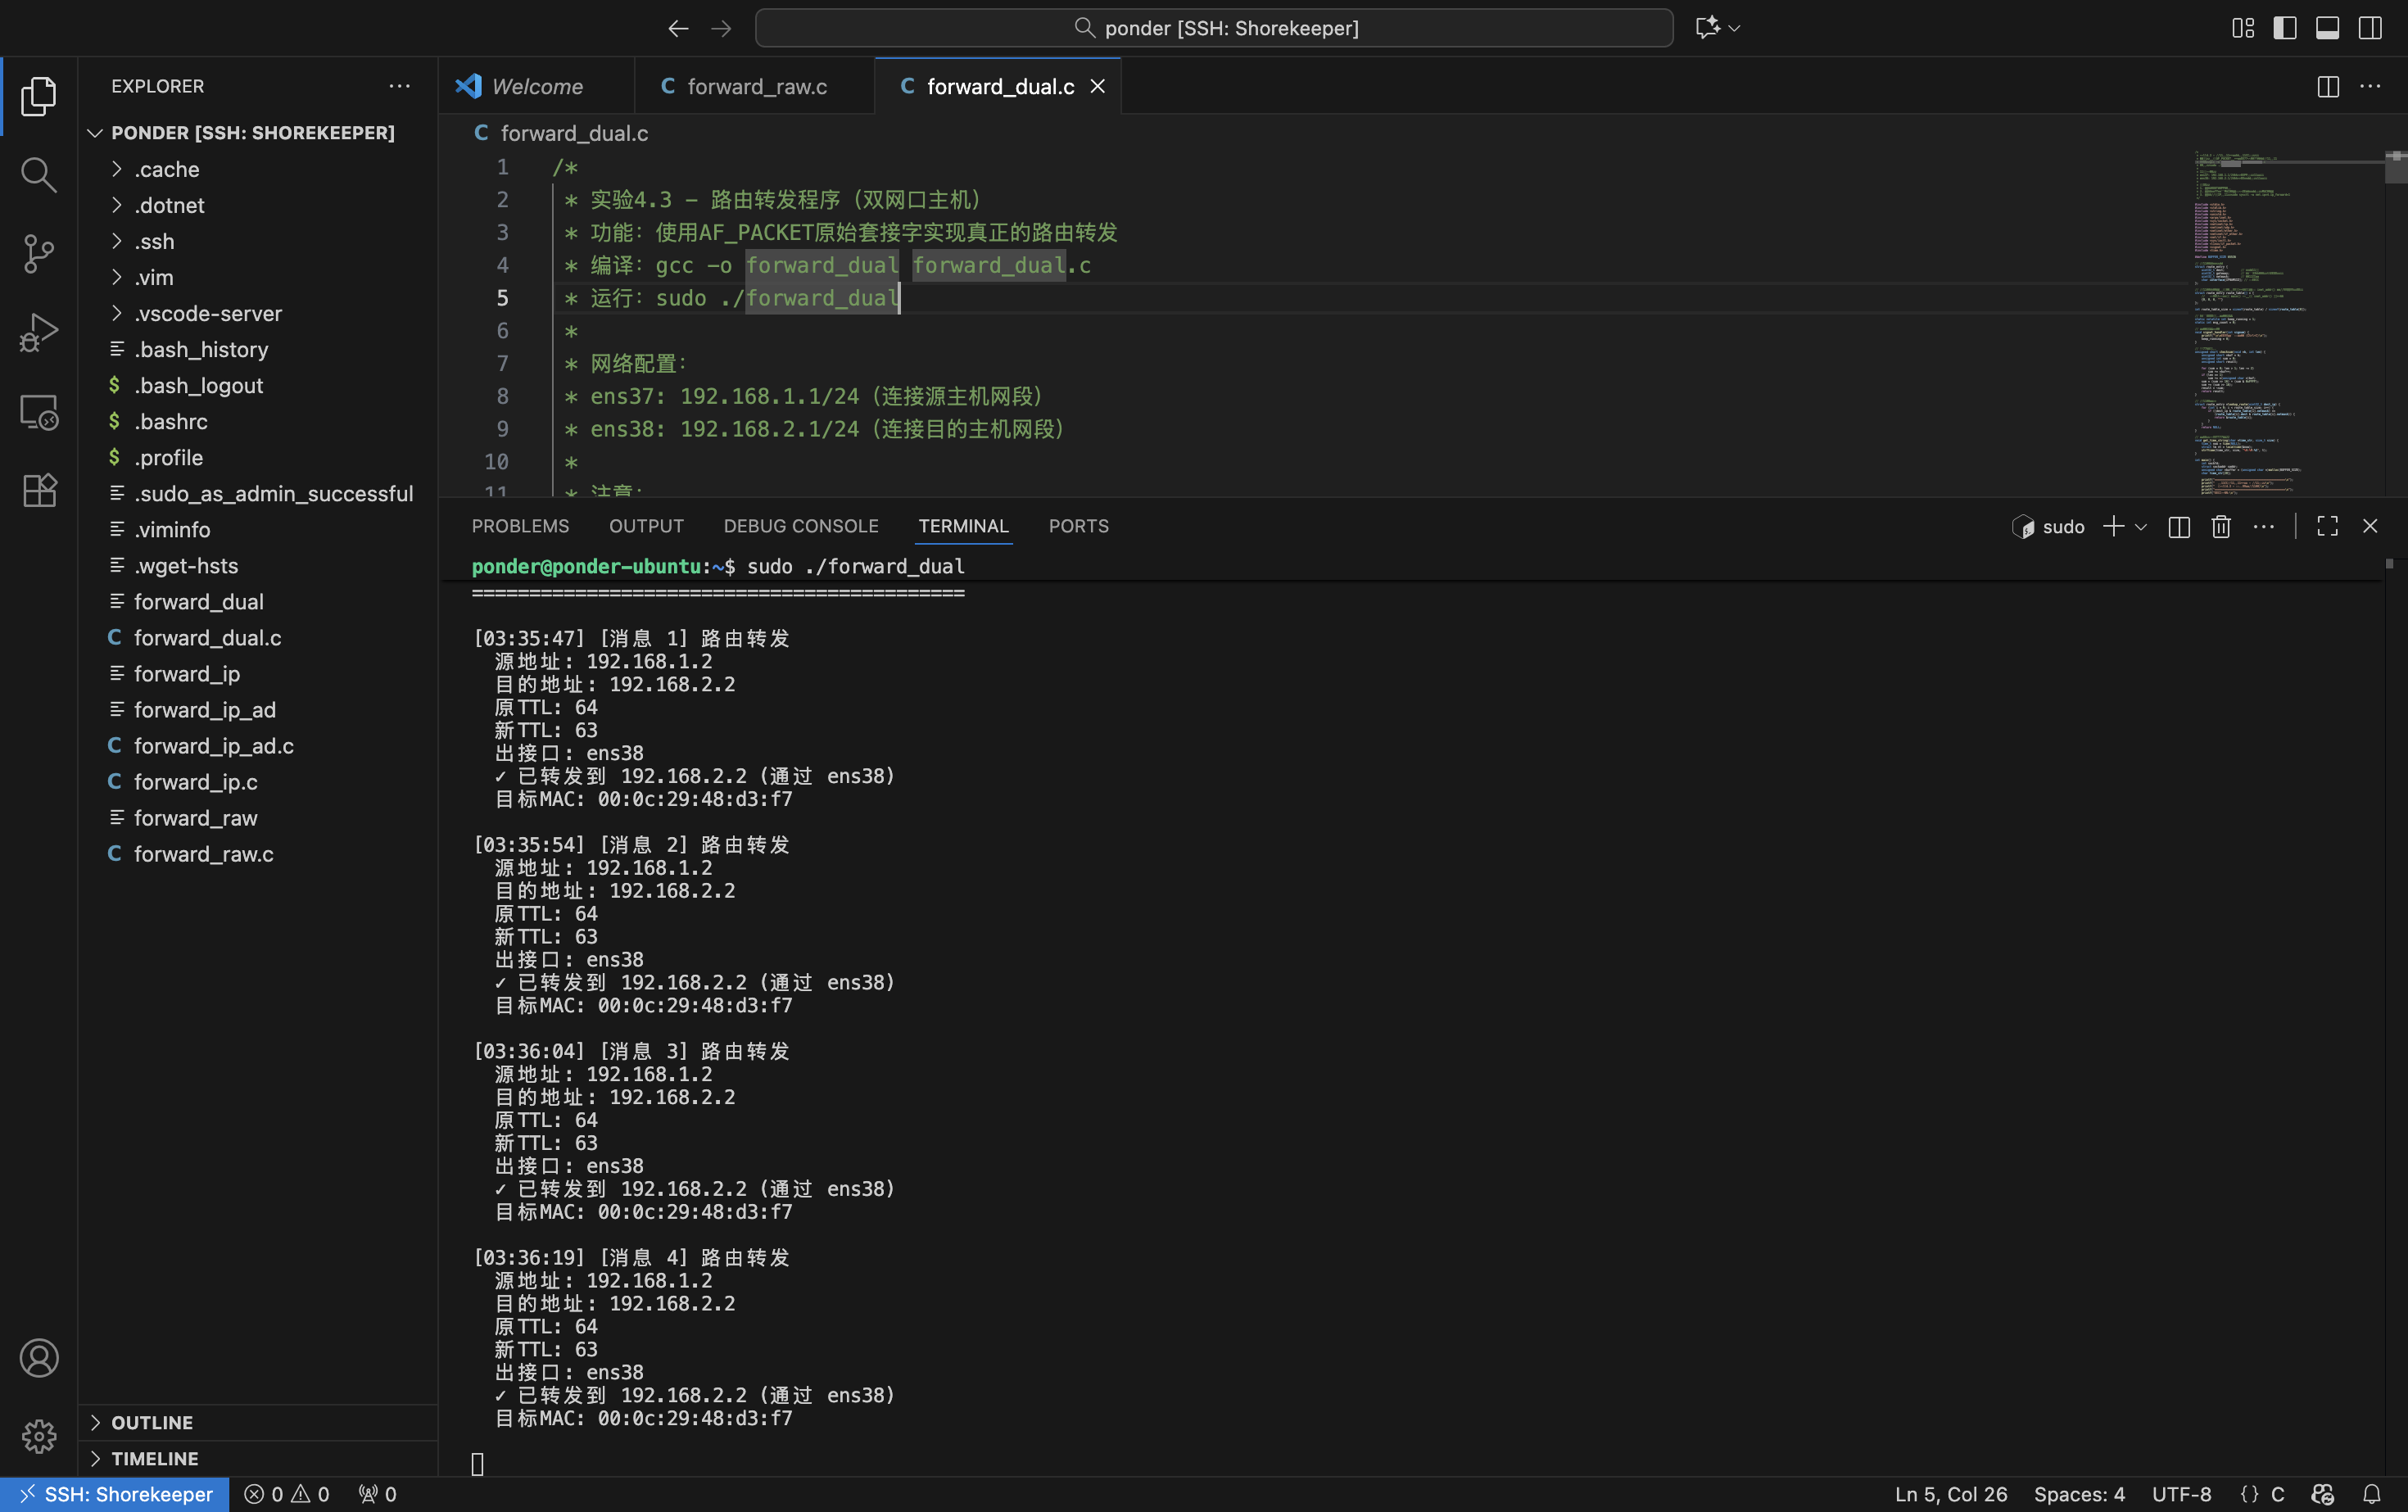 ponder [SSH: Shorekeeper]
EXPLORER
PONDER [SSH: SHOREKEEPER]
.cache
.dotnet
.ssh
.vim
.vscode-server
.bash_history
.bash_logout
.bashrc
.profile
.sudo_as_admin_successful
.viminfo
.wget-hsts
forward_dual
forward_dual.c
forward_ip
forward_ip_ad
forward_ip_ad.c
forward_ip.c
forward_raw
forward_raw.c
OUTLINE
TIMELINE
Welcome
forward_raw.c
forward_dual.c
forward_dual.c
1 /*
2 * 实验4.3 - 路由转发程序（双网口主机）
3 * 功能：使用AF_PACKET原始套接字实现真正的路由转发
4 * 编译：gcc -o forward_dual forward_dual.c
5 * 运行：sudo ./forward_dual
6 *
7 * 网络配置：
8 * ens37: 192.168.1.1/24（连接源主机网段）
9 * ens38: 192.168.2.1/24（连接目的主机网段）
10 *
11 * 注意：
PROBLEMS OUTPUT DEBUG CONSOLE TERMINAL PORTS
sudo
ponder@ponder-ubuntu:~$ sudo ./forward_dual
===========================================
[03:35:47] [消息 1] 路由转发
源地址: 192.168.1.2
目的地址: 192.168.2.2
原TTL: 64
新TTL: 63
出接口: ens38
✓ 已转发到 192.168.2.2 (通过 ens38)
目标MAC: 00:0c:29:48:d3:f7
[03:35:54] [消息 2] 路由转发
源地址: 192.168.1.2
目的地址: 192.168.2.2
原TTL: 64
新TTL: 63
出接口: ens38
✓ 已转发到 192.168.2.2 (通过 ens38)
目标MAC: 00:0c:29:48:d3:f7
[03:36:04] [消息 3] 路由转发
源地址: 192.168.1.2
目的地址: 192.168.2.2
原TTL: 64
新TTL: 63
出接口: ens38
✓ 已转发到 192.168.2.2 (通过 ens38)
目标MAC: 00:0c:29:48:d3:f7
[03:36:19] [消息 4] 路由转发
源地址: 192.168.1.2
目的地址: 192.168.2.2
原TTL: 64
新TTL: 63
出接口: ens38
✓ 已转发到 192.168.2.2 (通过 ens38)
目标MAC: 00:0c:29:48:d3:f7
SSH: Shorekeeper 0 0 0 Ln 5, Col 26 Spaces: 4 UTF-8 {} C